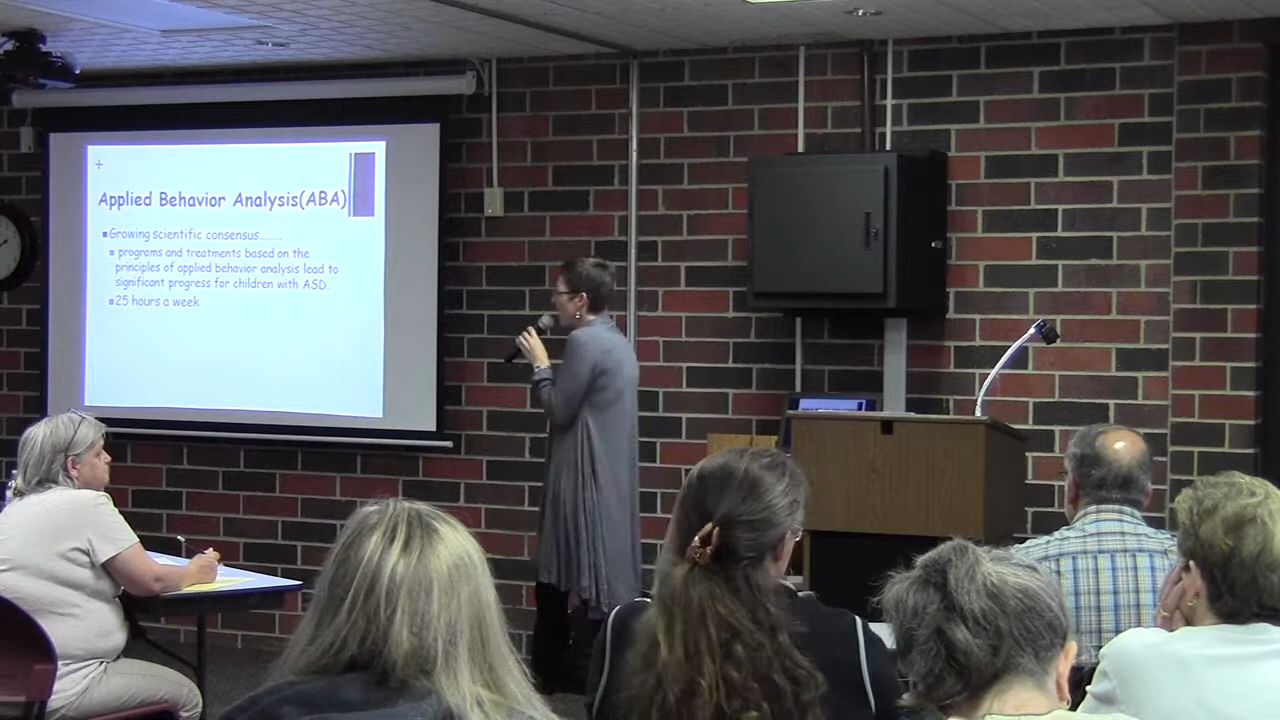 Applied Behavior Analysis(ABA)
Growing scientific consensus........
programs and treatments based on the
principles of applied behavior analysis lead to
significant progress for children with ASD.
25 hours a week